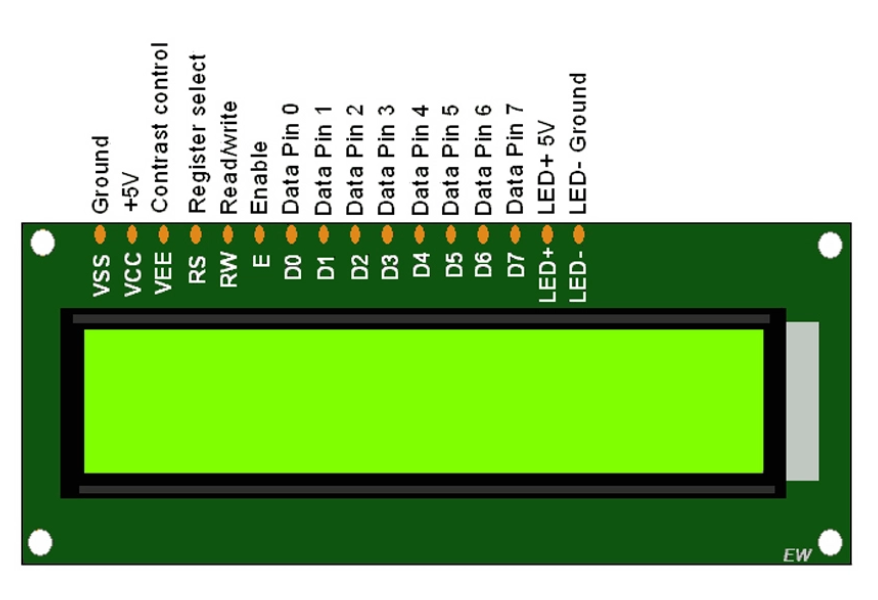 Ground
+5V
Contrast control
Register select
Read/write
Enable
Data Pin 0
Data Pin 1
Data Pin 2
Data Pin 3
Data Pin 4
Data Pin 5
Data Pin 6
Data Pin 7
LED+ 5V
LED- Ground
VSS
VCC
VEE
RS
RW
E
D0
D1
D2
D3
D4
D5
D6
D7
LED+
LED-
EW